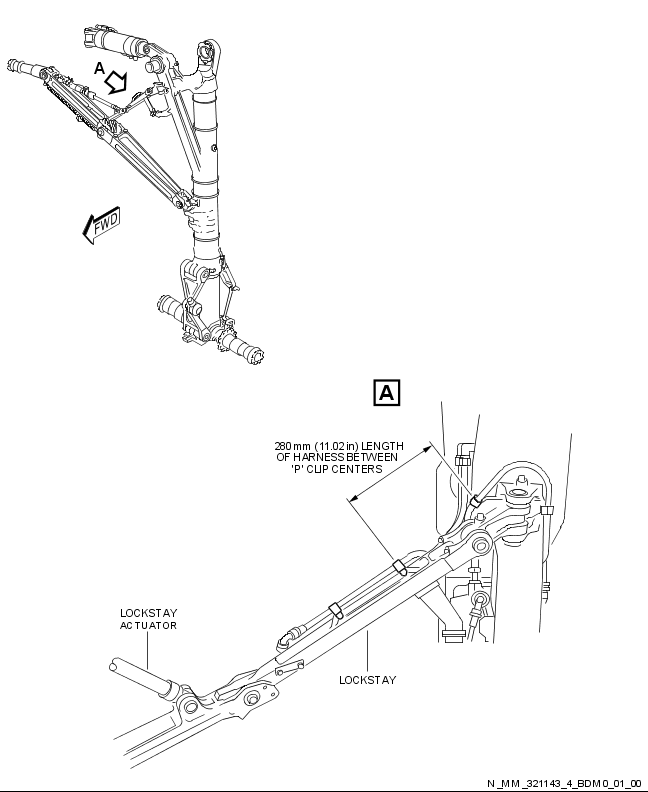 A
FWD
A
280 mm (11.02 in) LENGTH
OF HARNESS BETWEEN
'P' CLIP CENTERS
LOCKSTAY
ACTUATOR
LOCKSTAY
N_MM_321143_4_BDM0_01_00